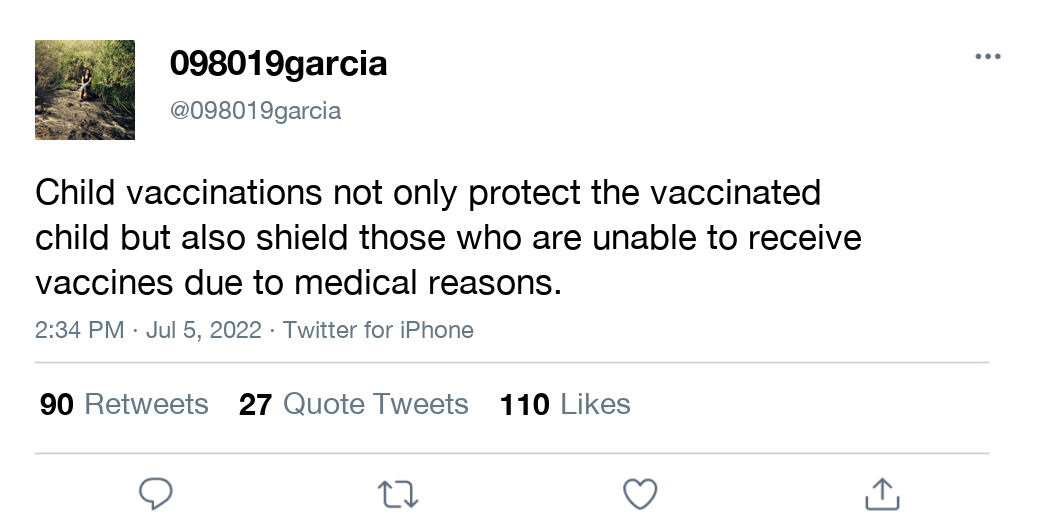 098019garcia
@098019garcia
Child vaccinations not only protect the vaccinated
child but also shield those who are unable to receive
vaccines due to medical reasons.
2:34 PM · Jul 5, 2022 · Twitter for iPhone
90 Retweets 27 Quote Tweets 110 Likes